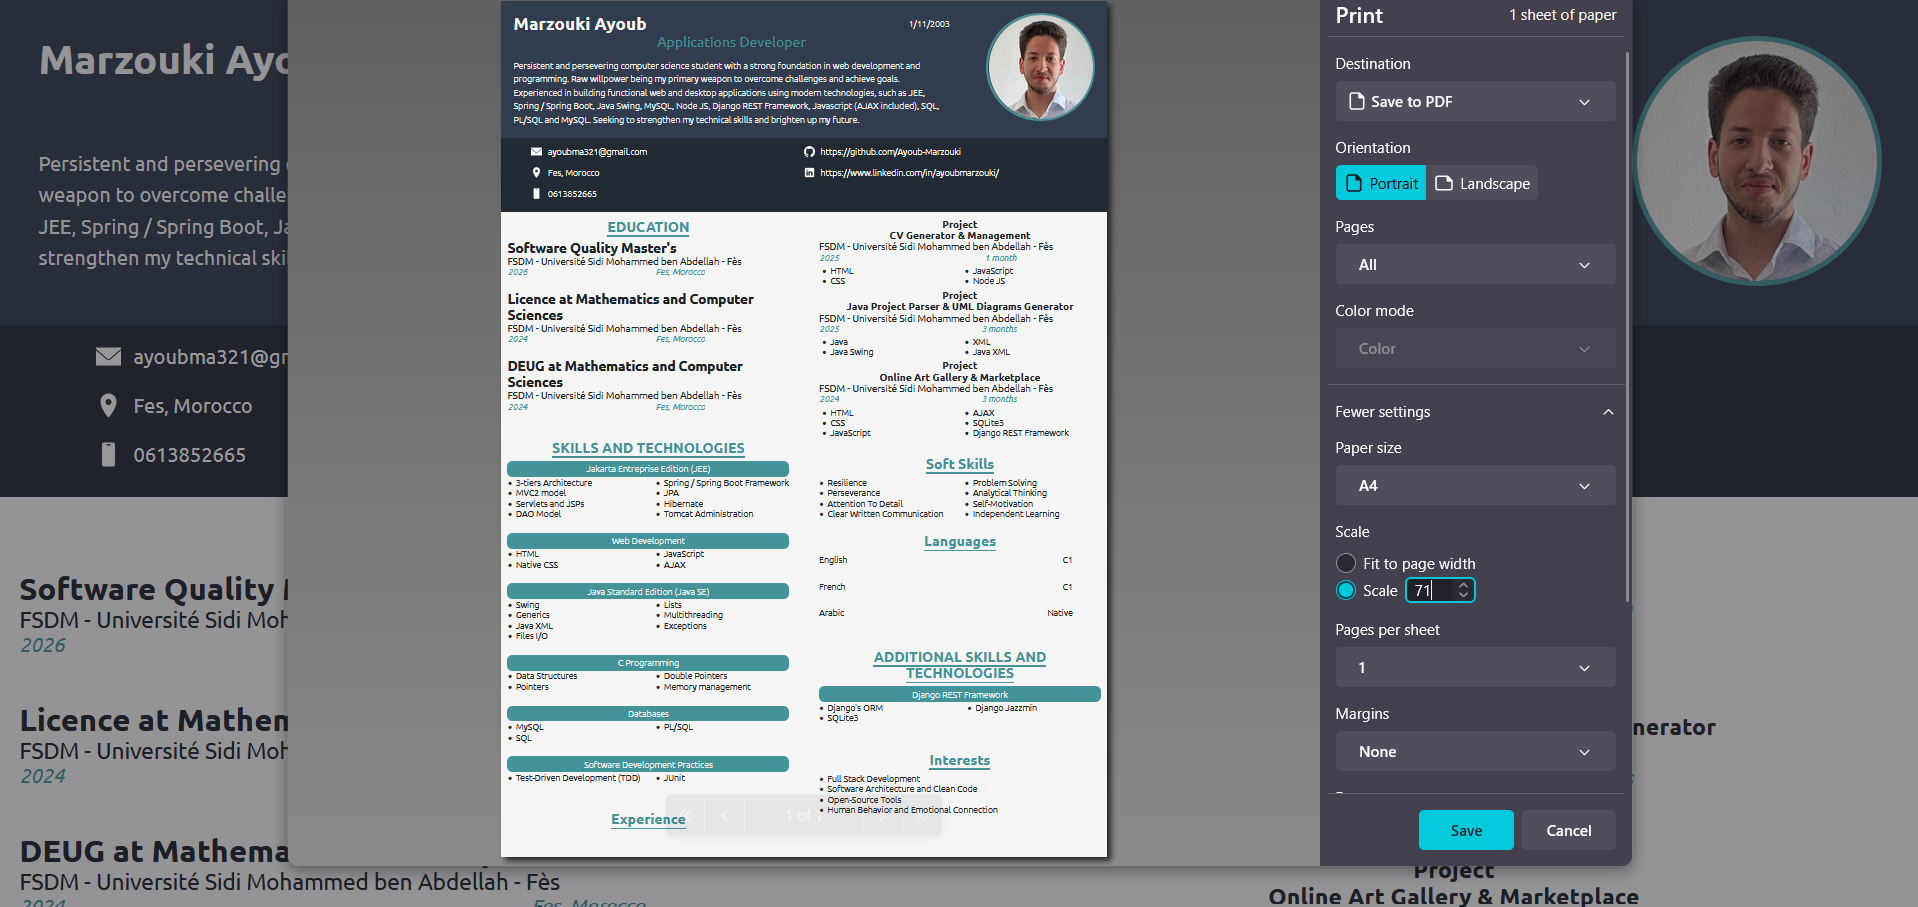 Marzouki Ayo
Persistent and persevering
weapon to overcome challe
JEE, Spring / Spring Boot, Ja
strengthen my technical ski
ayoubma321@gr
Fes, Morocco
0613852665
Software Quality
FSDM - Université Sidi Moh
2026
Licence at Mathem
FSDM - Université Sidi Moh
2024
DEUG at Mathema
FSDM - Université Sidi Mohammed ben Abdellah - Fès
2024
Fes, Morocco
Marzouki Ayoub
1/11/2003
Applications Developer
Persistent and persevering computer science student with a strong foundation in web development and
programming. Raw willpower being my primary weapon to overcome challenges and achieve goals.
Experienced in building functional web and desktop applications using modern technologies, such as JEE,
Spring / Spring Boot, Java Swing, MySQL, Node JS, Django REST Framework, Javascript (AJAX included), SQL,
PL/SQL and MySQL. Seeking to strengthen my technical skills and brighten up my future.
ayoubma321@gmail.com
Fes, Morocco
0613852665
https://github.com/Ayoub-Marzouki
https://www.linkedin.com/in/ayoubmarzouki/
EDUCATION
Software Quality Master's
FSDM - Université Sidi Mohammed ben Abdellah - Fès
2026 Fes, Morocco
Licence at Mathematics and Computer
Sciences
FSDM - Université Sidi Mohammed ben Abdellah - Fès
2024 Fes, Morocco
DEUG at Mathematics and Computer
Sciences
FSDM - Université Sidi Mohammed ben Abdellah - Fès
2024 Fes, Morocco
SKILLS AND TECHNOLOGIES
Jakarta Entreprise Edition (JEE)
• 3-tiers Architecture • Spring / Spring Boot Framework
• MVC2 model • JPA
• Servlets and JSPs • Hibernate
• DAO Model • Tomcat Administration
Web Development
• HTML • JavaScript
• Native CSS • AJAX
Java Standard Edition (Java SE)
• Swing • Lists
• Generics • Multithreading
• Java XML • Exceptions
• Files I/O
C Programming
• Data Structures • Double Pointers
• Pointers • Memory management
Databases
• MySQL • PL/SQL
• SQL
Software Development Practices
• Test-Driven Development (TDD) • JUnit
Experience
Project
CV Generator & Management
FSDM - Université Sidi Mohammed ben Abdellah - Fès
2025 1 month
• HTML • JavaScript
• CSS • Node JS
Project
Java Project Parser & UML Diagrams Generator
FSDM - Université Sidi Mohammed ben Abdellah - Fès
2025 3 months
• Java • XML
• Java Swing • Java XML
Project
Online Art Gallery & Marketplace
FSDM - Université Sidi Mohammed ben Abdellah - Fès
2024 3 months
• HTML • AJAX
• CSS • SQLite3
• JavaScript • Django REST Framework
Soft Skills
• Resilience • Problem Solving
• Perseverance • Analytical Thinking
• Attention To Detail • Self-Motivation
• Clear Written Communication • Independent Learning
Languages
English C1
French C1
Arabic Native
ADDITIONAL SKILLS AND
TECHNOLOGIES
Django REST Framework
• Django's ORM • Django Jazzmin
• SQLite3
Interests
• Full Stack Development
• Software Architecture and Clean Code
• Open-Source Tools
• Human Behavior and Emotional Connection
1 of 1
Print
1 sheet of paper
Destination
Save to PDF
Orientation
Portrait
Landscape
Pages
All
Color mode
Color
Fewer settings
Paper size
A4
Scale
Fit to page width
Scale 71
Pages per sheet
1
Margins
None
Save
Cancel
nerator
Project
Online Art Gallery & Marketplace